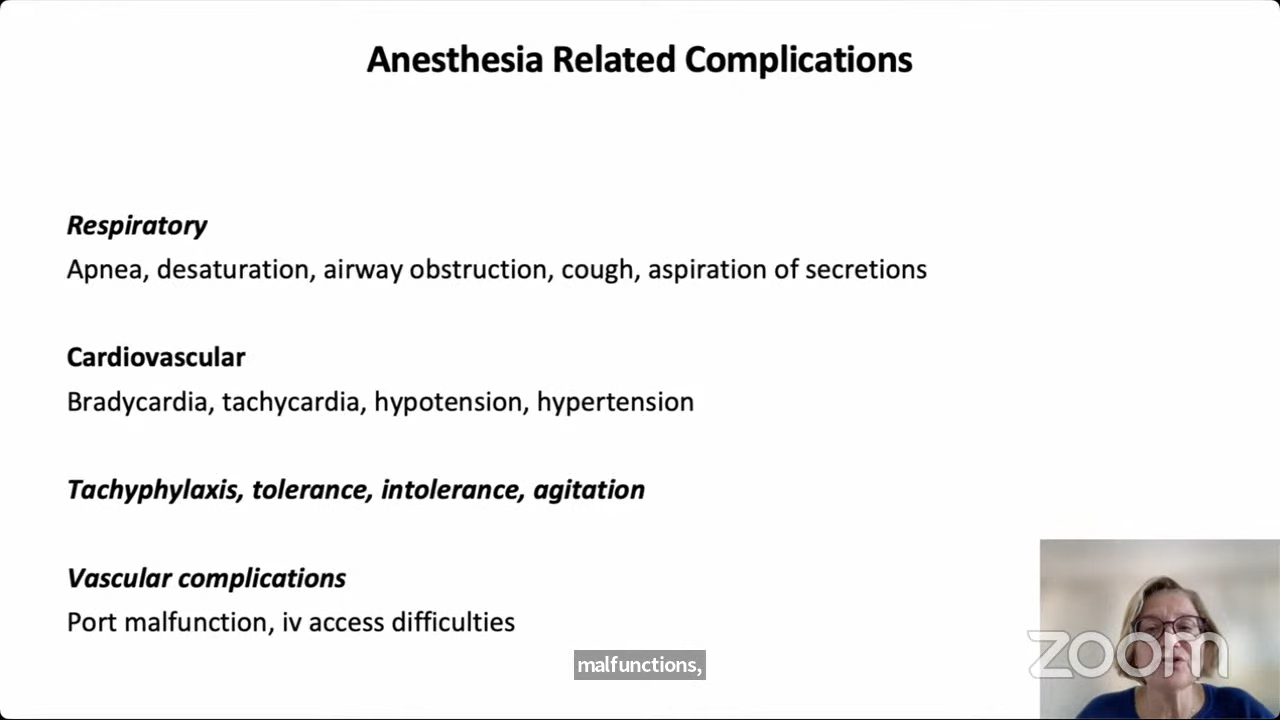 Anesthesia Related Complications
Respiratory
Apnea, desaturation, airway obstruction, cough, aspiration of secretions
Cardiovascular
Bradycardia, tachycardia, hypotension, hypertension
Tachyphylaxis, tolerance, intolerance, agitation
Vascular complications
Port malfunction, iv access difficulties
malfunctions,
zoom